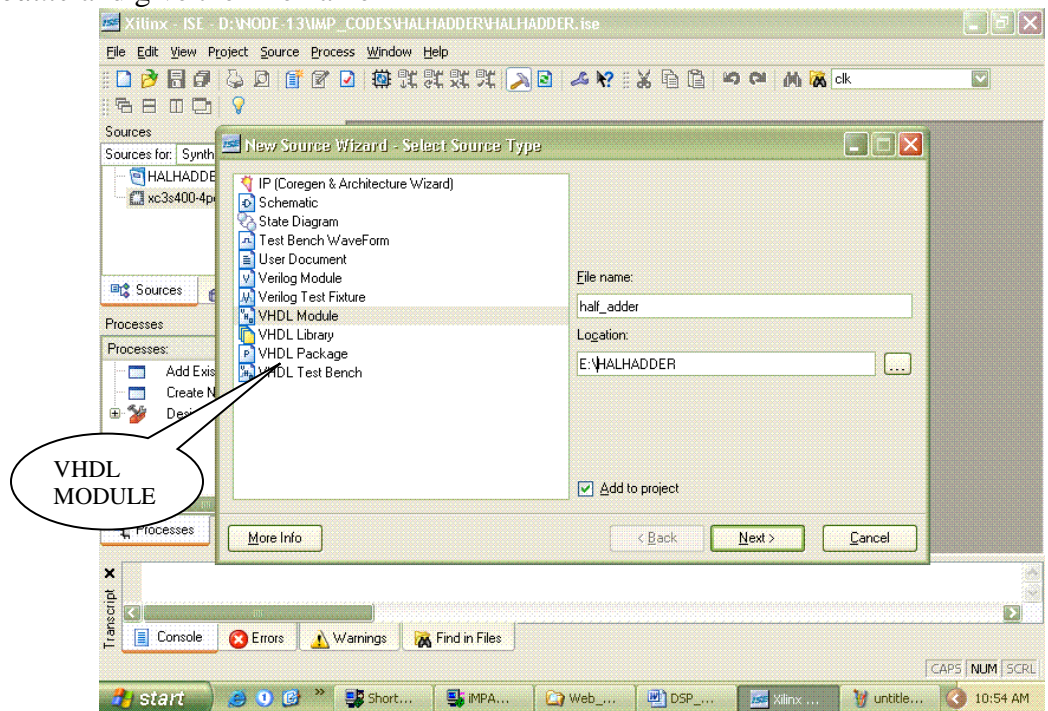 Xilinx - ISE - D:\NODE-13\IMP_CODES\HALHADDER\HALHADDER.ise
File Edit View Project Source Process Window Help
clk
Sources
Sources for: Synth
HALHADDE
xc3s400-4p
Sources
Processes
Processes:
Add Exis
Create N
Desi
Processes
New Source Wizard - Select Source Type
IP (Coregen & Architecture Wizard)
Schematic
State Diagram
Test Bench WaveForm
User Document
Verilog Module
Verilog Test Fixture
VHDL Module
VHDL Library
VHDL Package
VHDL Test Bench
File name:
half_adder
Location:
E:\HALHADDER
...
Add to project
More Info
< Back
Next >
Cancel
VHDL
MODULE
Transcript
Console
Errors
Warnings
Find in Files
CAPS NUM SCRL
start
Short...
iMPA...
Web_...
DSP_...
Xilinx ...
untitle...
10:54 AM